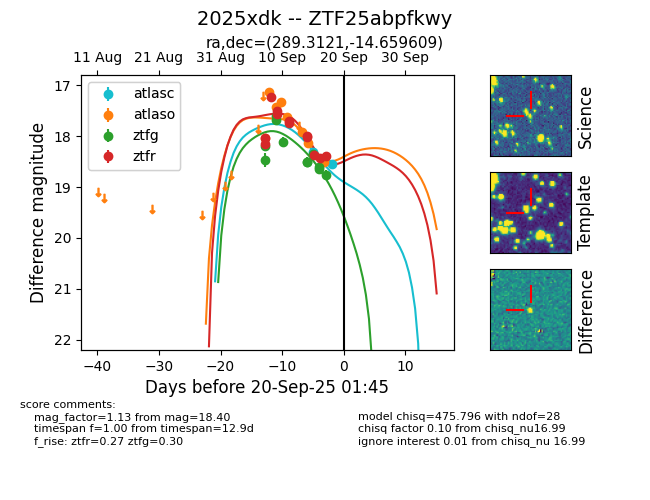 2025xdk -- ZTF25abpfkwy
ra,dec=(289.3121,-14.659609)
11 Aug 21 Aug 31 Aug 10 Sep 20 Sep 30 Sep
atlasc
atlaso
ztfg
ztfr
17
18
19
20
21
22
Difference magnitude
−40 −30 −20 −10 0 10
Days before 20-Sep-25 01:45
Science
Template
Difference
score comments:
mag_factor=1.13 from mag=18.40
timespan f=1.00 from timespan=12.9d
f_rise: ztfr=0.27 ztfg=0.30
model chisq=475.796 with ndof=28
chisq factor 0.10 from chisq_nu16.99
ignore interest 0.01 from chisq_nu 16.99